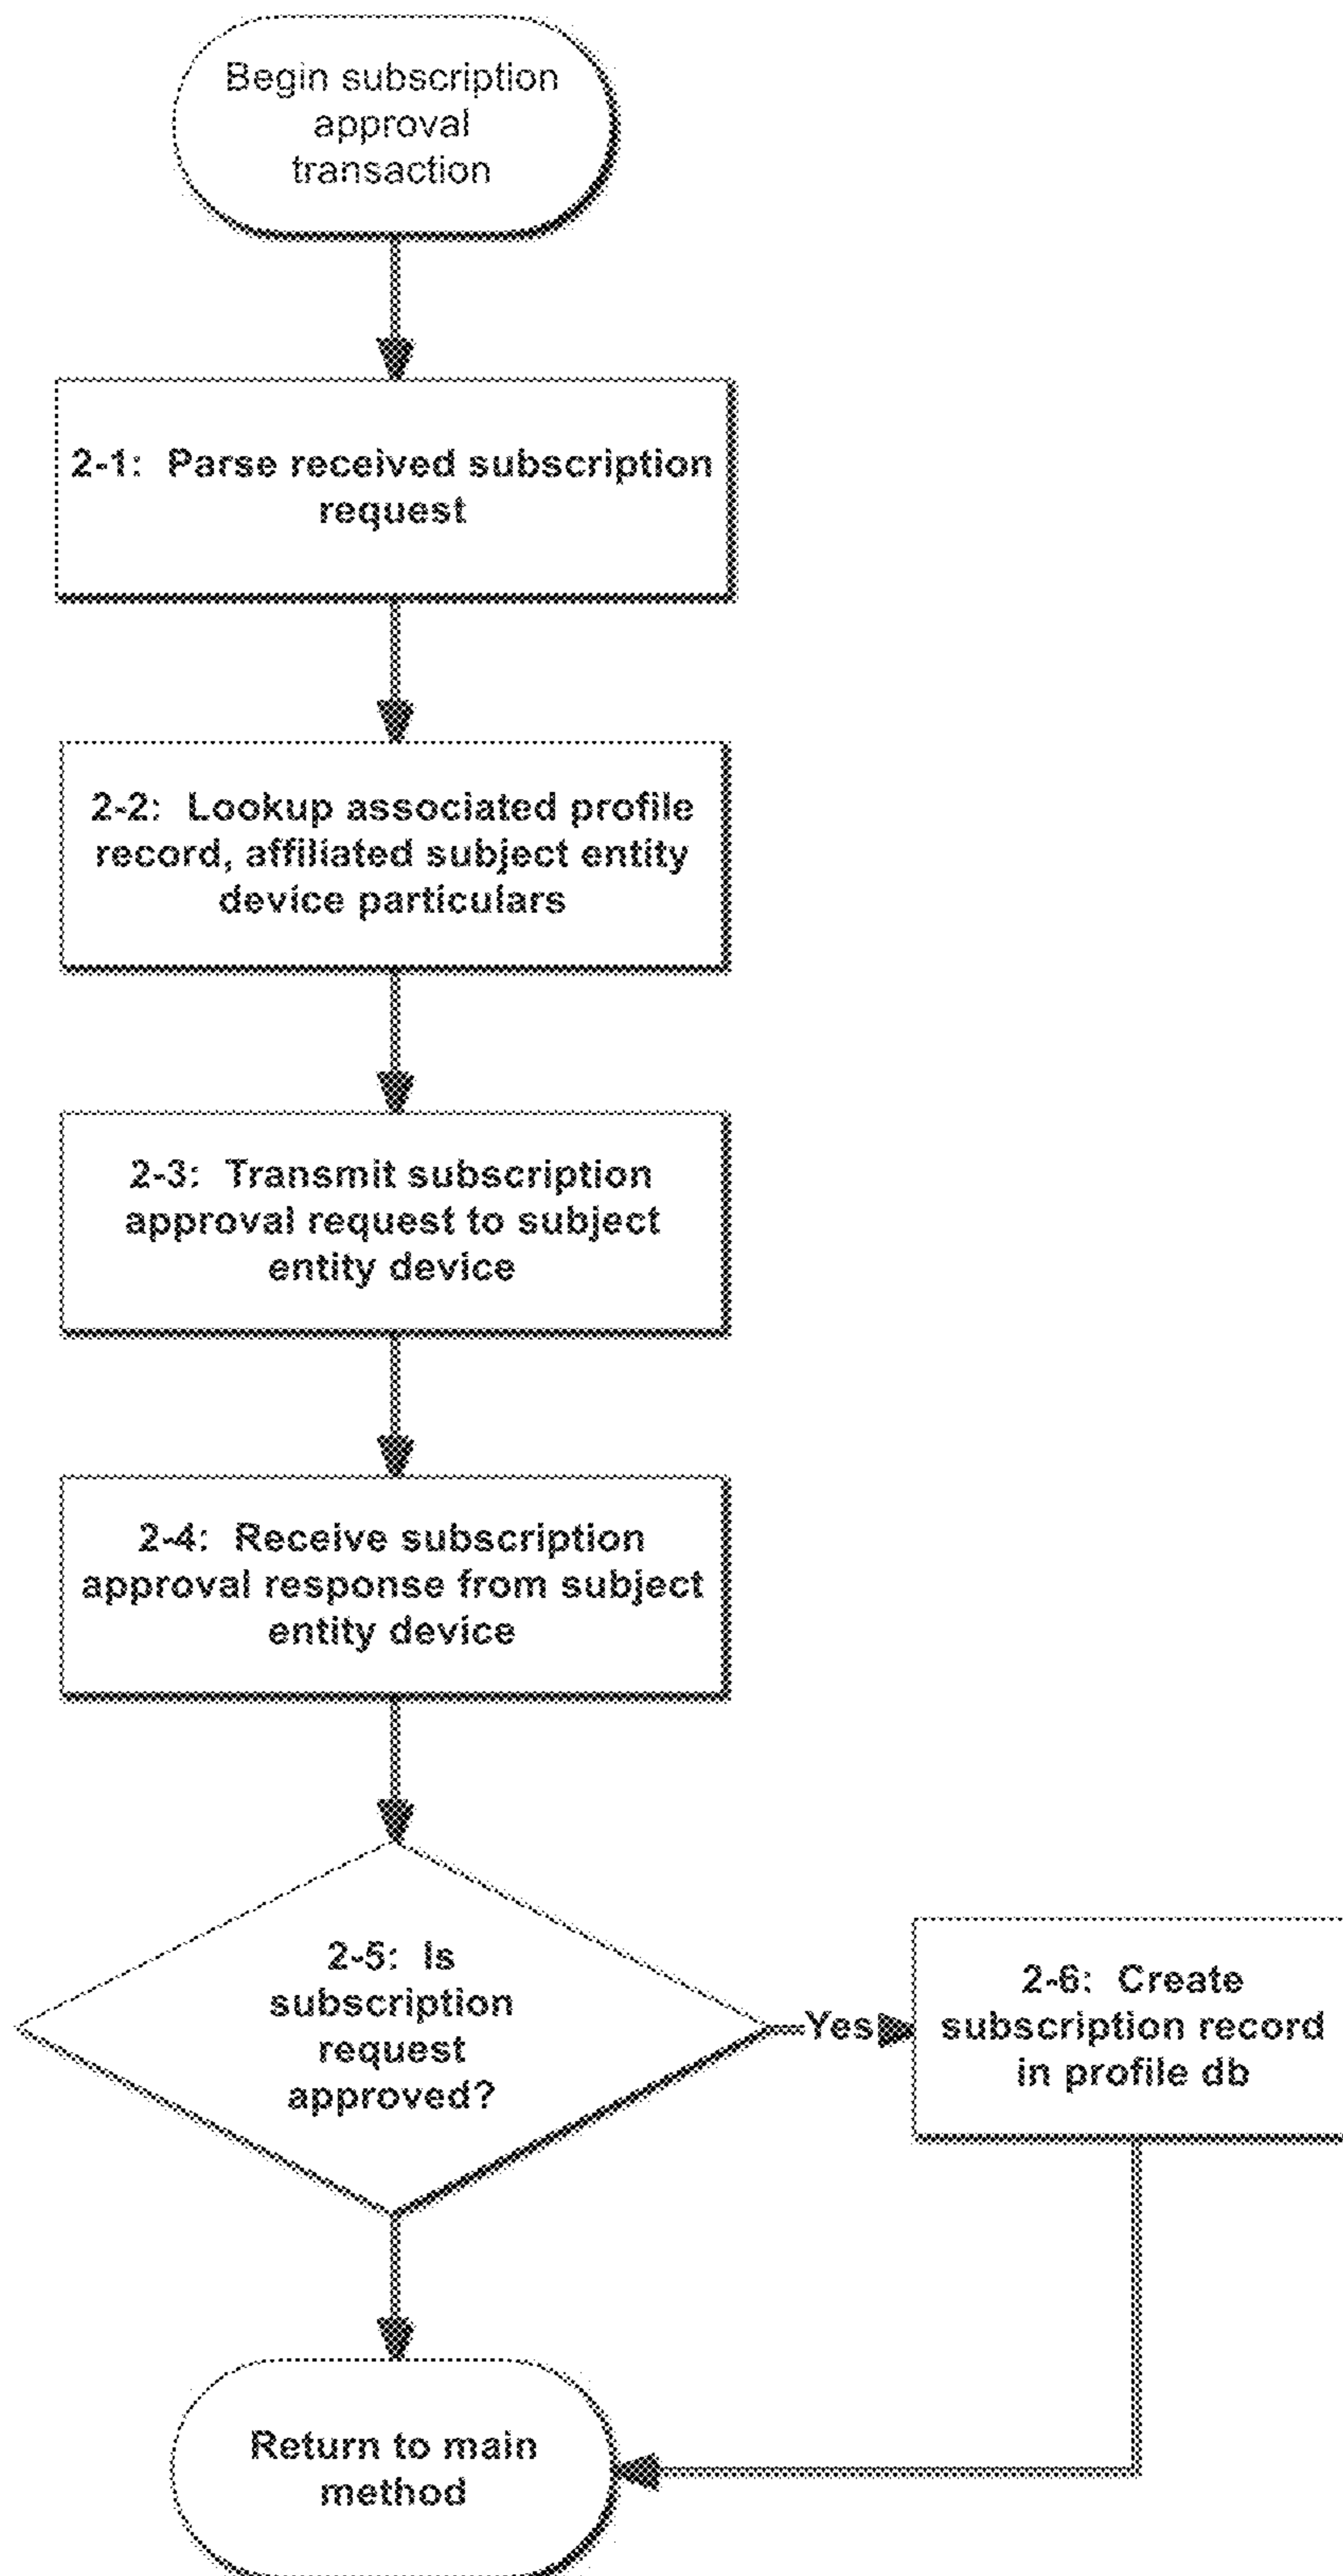 Begin subscription
approval
transaction
2-1: Parse received subscription
request
2-2: Lookup associated profile
record, affiliated subject entity
device particulars
2-3: Transmit subscription
approval request to subject
entity device
2-4: Receive subscription
approval response from subject
entity device
2-5: Is
subscription
request
approved?
Yes
2-6: Create
subscription record
in profile db
Return to main
method